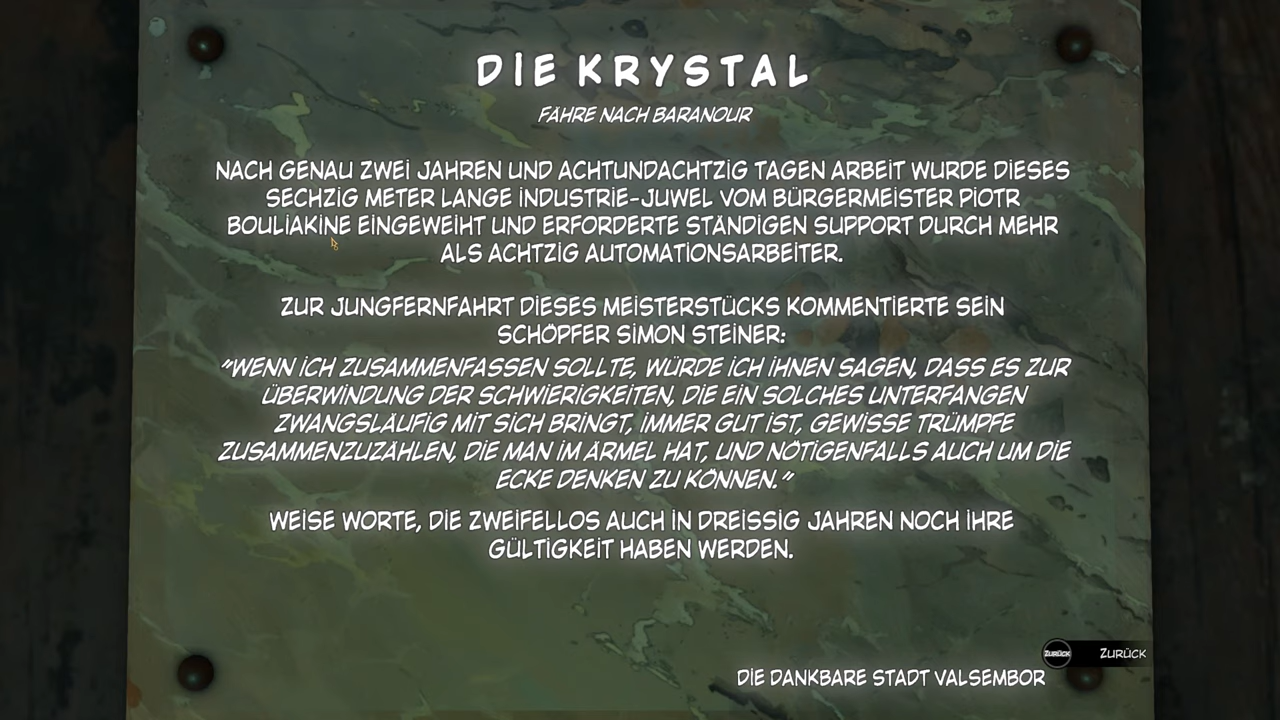 DIE KRYSTAL
FÄHRE NACH BARANOUR
NACH GENAU ZWEI JAHREN UND ACHTUNDACHTZIG TAGEN ARBEIT WURDE DIESES
SECHZIG METER LANGE INDUSTRIE-JUWEL VOM BÜRGERMEISTER PIOTR
BOULIAKINE EINGEWEIHT UND ERFORDERTE STÄNDIGEN SUPPORT DURCH MEHR
ALS ACHTZIG AUTOMATIONSARBEITER.
ZUR JUNGFERNFAHRT DIESES MEISTERSTÜCKS KOMMENTIERTE SEIN
SCHÖPFER SIMON STEINER:
"WENN ICH ZUSAMMENFASSEN SOLLTE, WÜRDE ICH IHNEN SAGEN, DASS ES ZUR
ÜBERWINDUNG DER SCHWIERIGKEITEN, DIE EIN SOLCHES UNTERFANGEN
ZWANGSLÄUFIG MIT SICH BRINGT, IMMER GUT IST, GEWISSE TRÜMPFE
ZUSAMMENZUZÄHLEN, DIE MAN IM ÄRMEL HAT, UND NÖTIGENFALLS AUCH UM DIE
ECKE DENKEN ZU KÖNNEN."
WEISE WORTE, DIE ZWEIFELLOS AUCH IN DREISSIG JAHREN NOCH IHRE
GÜLTIGKEIT HABEN WERDEN.
ZURÜCK ZURÜCK
DIE DANKBARE STADT VALSEMBOR